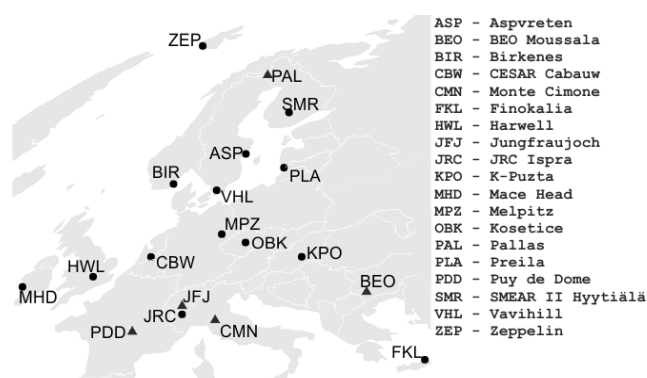 ZEP
PAL
SMR
ASP
PLA
BIR
VHL
MPZ
OBK
KPO
CBW
HWL
MHD
BEO
JFJ
JRC
CMN
PDD
FKL
ASP - Aspvreten
BEO - BEO Moussala
BIR - Birkenes
CBW - CESAR Cabauw
CMN - Monte Cimone
FKL - Finokalia
HWL - Harwell
JFJ - Jungfraujoch
JRC - JRC Ispra
KPO - K-Puzta
MHD - Mace Head
MPZ - Melpitz
OBK - Kosetice
PAL - Pallas
PLA - Preila
PDD - Puy de Dome
SMR - SMEAR II Hyytiälä
VHL - Vavihill
ZEP - Zeppelin